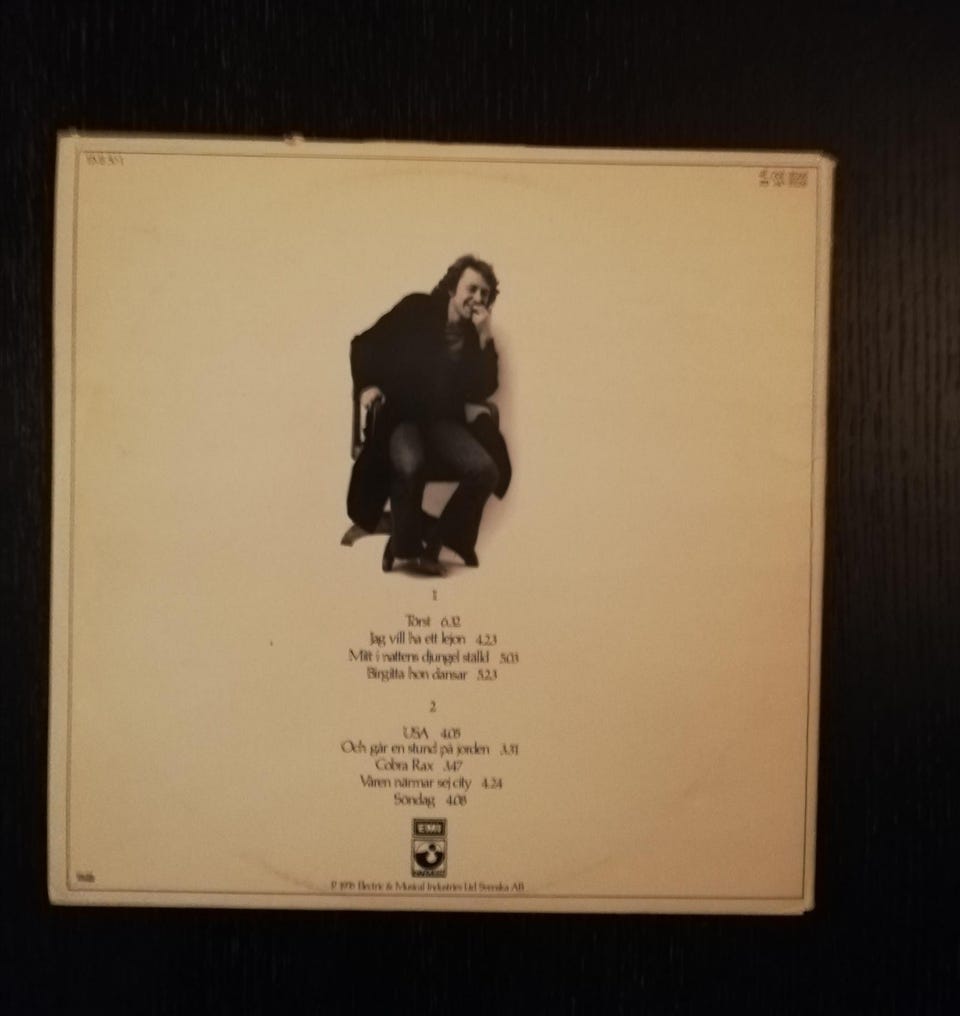 1
Törst 6.32
Jag vill ha ett lejon 4.23
Mitt i nattens djungel ställd 5.03
Birgitta hon dansar 5.23
2
USA 4.05
Och går en stund på jorden 3.31
Cobra Rax 3.47
Våren närmar sej city 4.24
Söndag 4.08
EMI
HARVEST
℗ 1976 Electric & Musical Industries Ltd Svenska AB